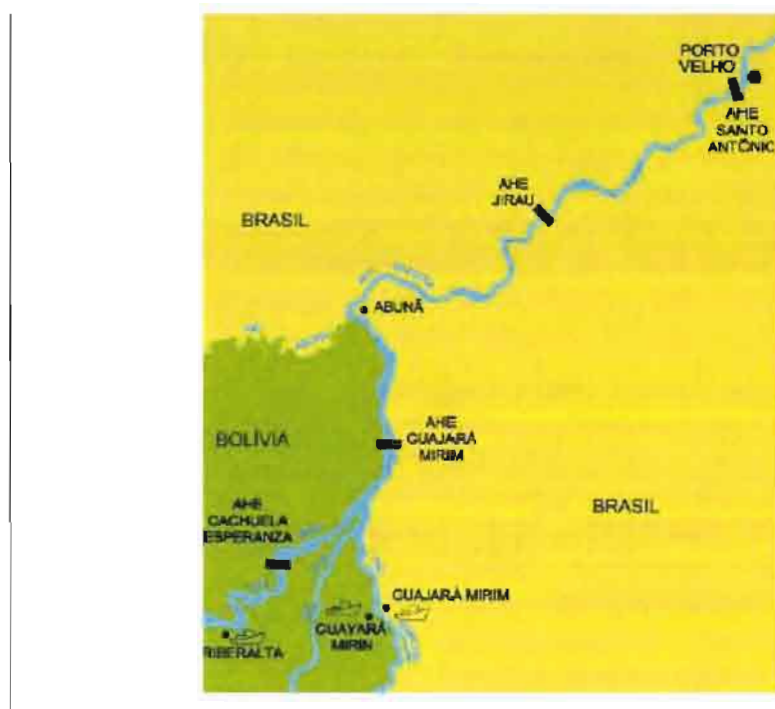 PORTO
VELHO
AHE
SANTO
ANTÔNIO
AHE
JIRAU
BRASIL
ABUNÃ
BOLÍVIA
AHE
GUAJARÁ
MIRIM
AHE
CACHUELA
ESPERANZA
BRASIL
GUAJARÁ MIRIM
GUAYARÁ
MIRIN
RIBERALTA